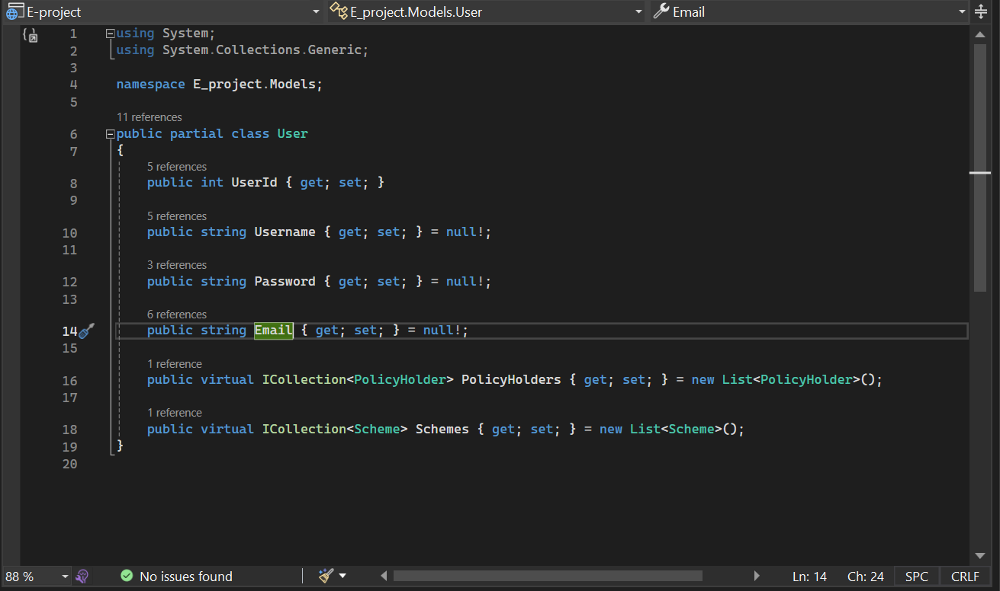 E-project E_project.Models.User Email
1 using System;
2 using System.Collections.Generic;
3
4 namespace E_project.Models;
5
11 references
6 public partial class User
7 {
5 references
8 public int UserId { get; set; }
9
5 references
10 public string Username { get; set; } = null!;
11
3 references
12 public string Password { get; set; } = null!;
13
6 references
14 public string Email { get; set; } = null!;
15
1 reference
16 public virtual ICollection<PolicyHolder> PolicyHolders { get; set; } = new List<PolicyHolder>();
17
1 reference
18 public virtual ICollection<Scheme> Schemes { get; set; } = new List<Scheme>();
19 }
20
88 % No issues found Ln: 14 Ch: 24 SPC CRLF